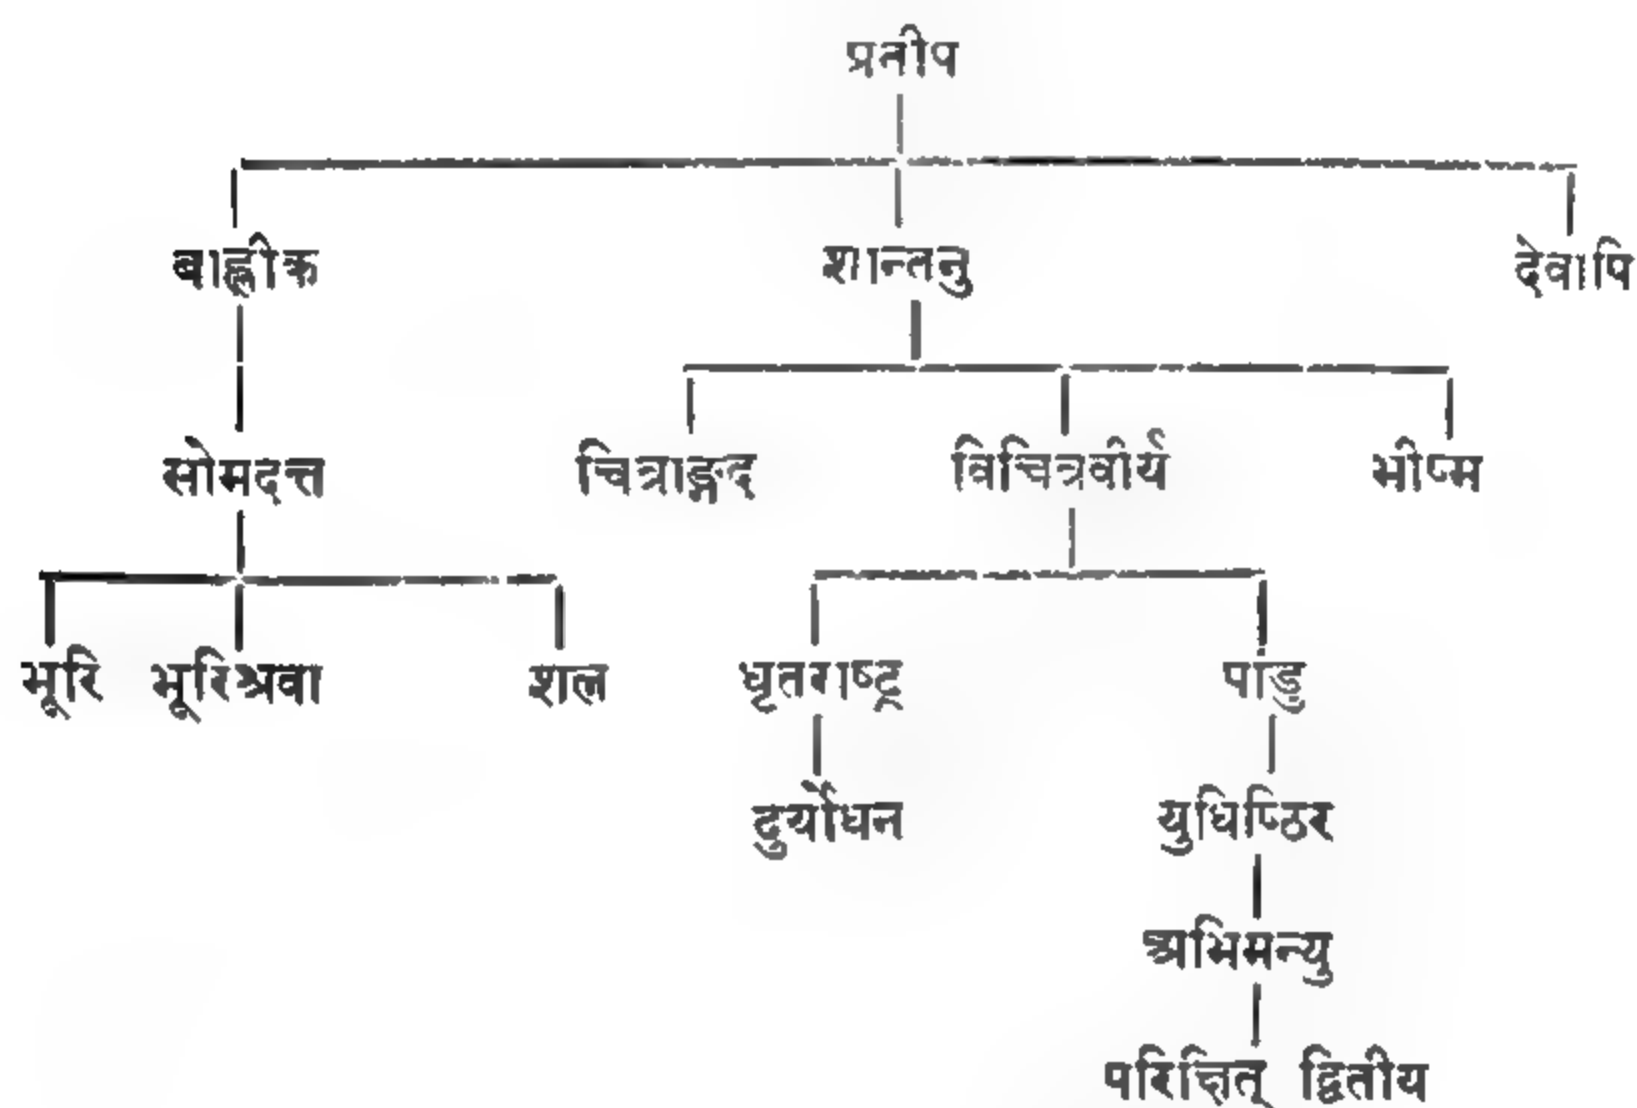 प्रतीप
बाह्लीक शान्तनु देवापि
सोमदत्त चित्राङ्गद विचित्रवीर्य भीष्म
भूरि भूरिश्रवा शल धृतराष्ट्र पांडु
दुर्योधन युधिष्ठिर
अभिमन्यु
परिक्षित् द्वितीय